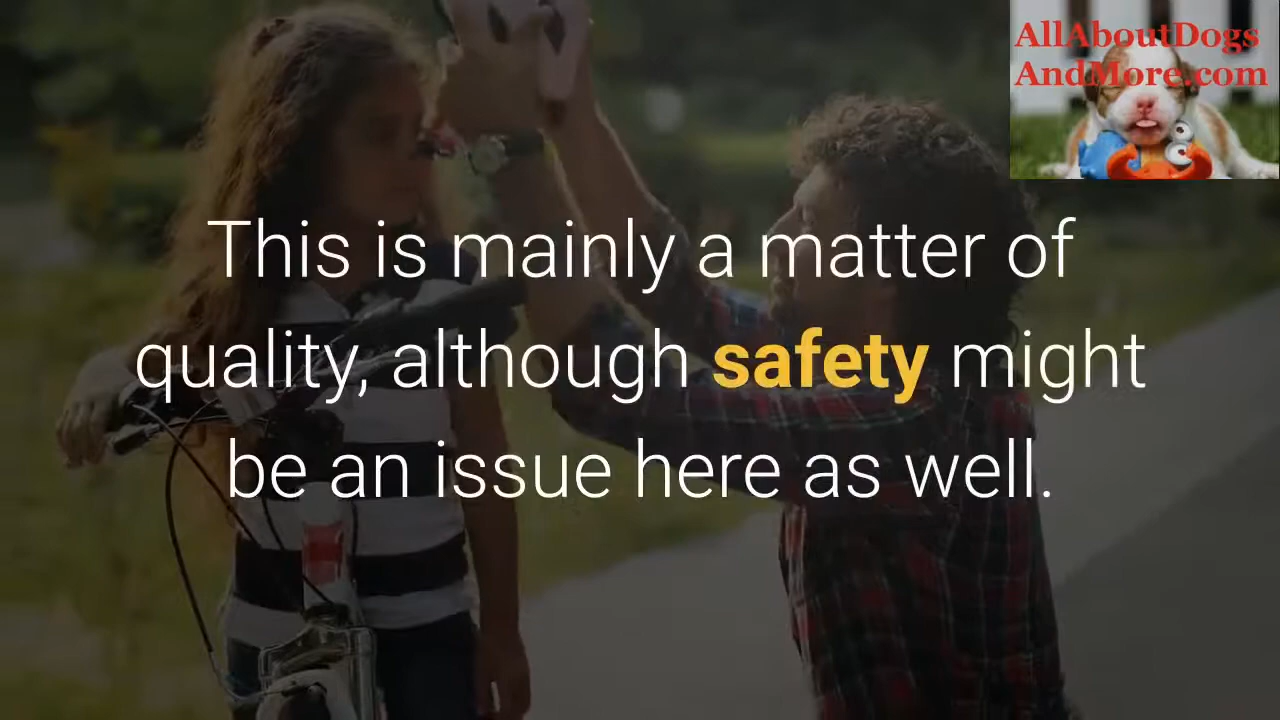 AllAboutDogs
AndMore.com
This is mainly a matter of
quality, although safety might
be an issue here as well.